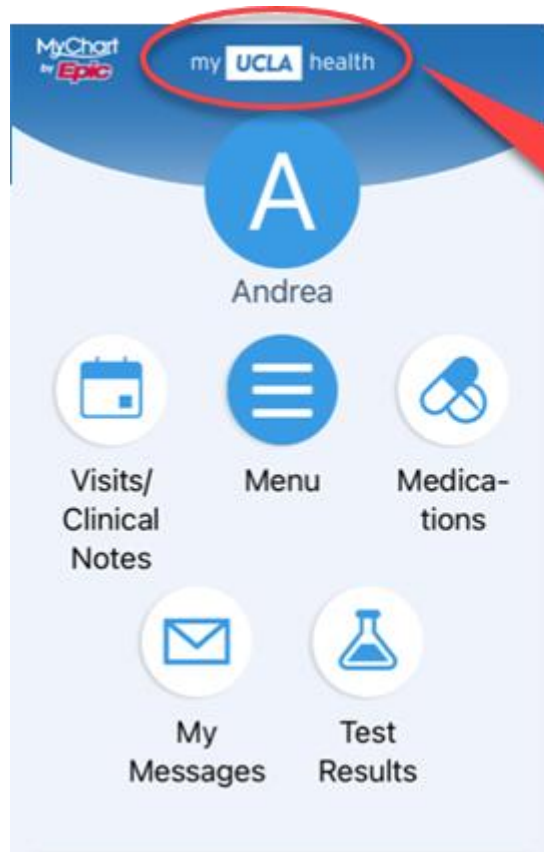 MyChart
by Epic
my UCLA health
A
Andrea
Visits/
Clinical
Notes
Menu
Medica-
tions
My
Messages
Test
Results